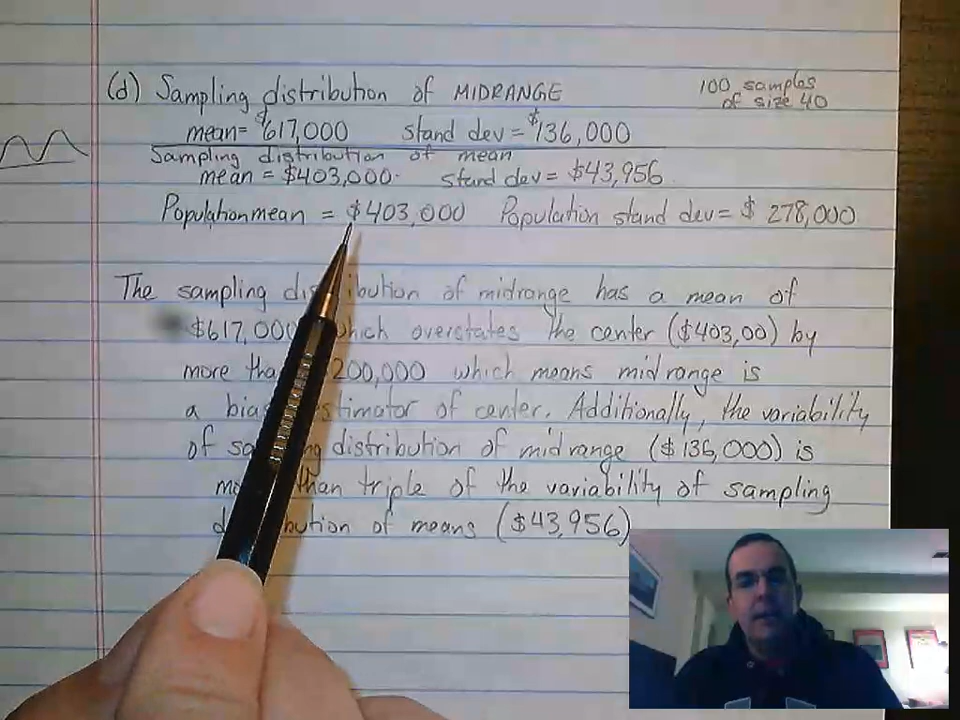 (d) Sampling distribution of MIDRANGE
100 samples
of size 40
mean= $617,000 stand dev = $136,000
Sampling distribution of mean
mean = $403,000. stand dev = $43,956
Population mean = $403,000 Population stand dev = $ 278,000
The sampling distribution of midrange has a mean of
$617,000 which overstates the center ($403,00) by
more than 200,000 which means midrange is
a estimator of center. Additionally, the variability
of distribution of midrange ($136,000) is
than triple of the variability of sampling
of means ($43,956)